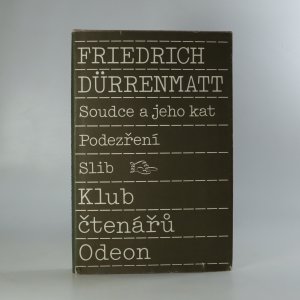 FRIEDRICH
DÜRRENMATT
Soudce a jeho kat
Podezření
Slib
Klub
čtenářů
Odeon